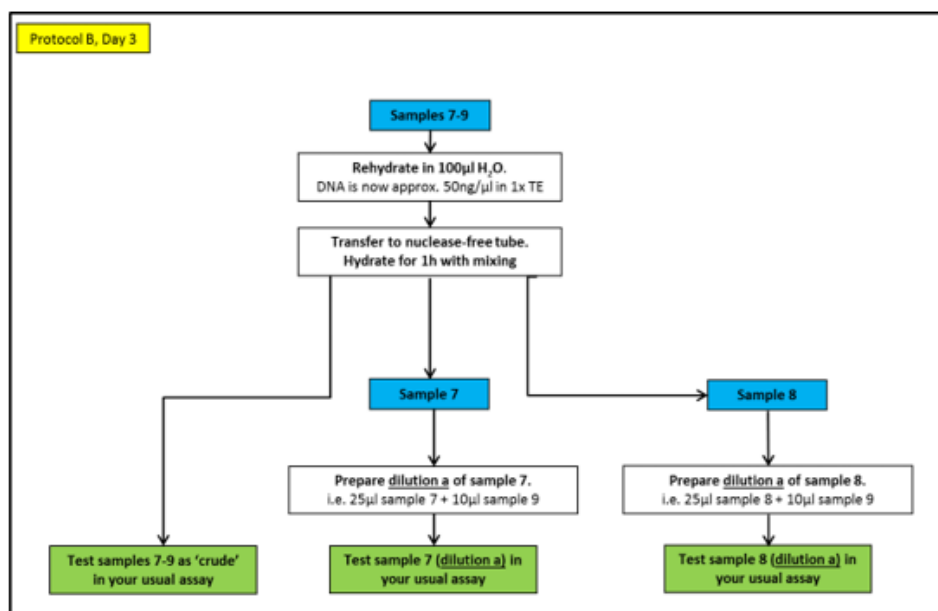 Protocol B, Day 3
Samples 7-9
Rehydrate in 100µl H₂O.
DNA is now approx. 50ng/µl in 1x TE
Transfer to nuclease-free tube.
Hydrate for 1h with mixing
Sample 7
Sample 8
Prepare dilution a of sample 7.
i.e. 25µl sample 7 + 10µl sample 9
Prepare dilution a of sample 8.
i.e. 25µl sample 8 + 10µl sample 9
Test samples 7-9 as ‘crude’
in your usual assay
Test sample 7 (dilution a) in
your usual assay
Test sample 8 (dilution a) in
your usual assay